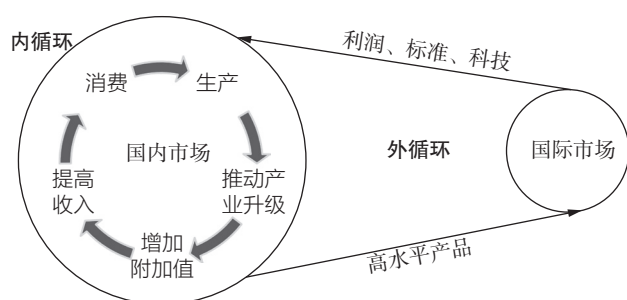 内循环
利润、标准、科技
消费
生产
国内市场
外循环
国际市场
提高
收入
推动产
业升级
增加
附加值
高水平产品